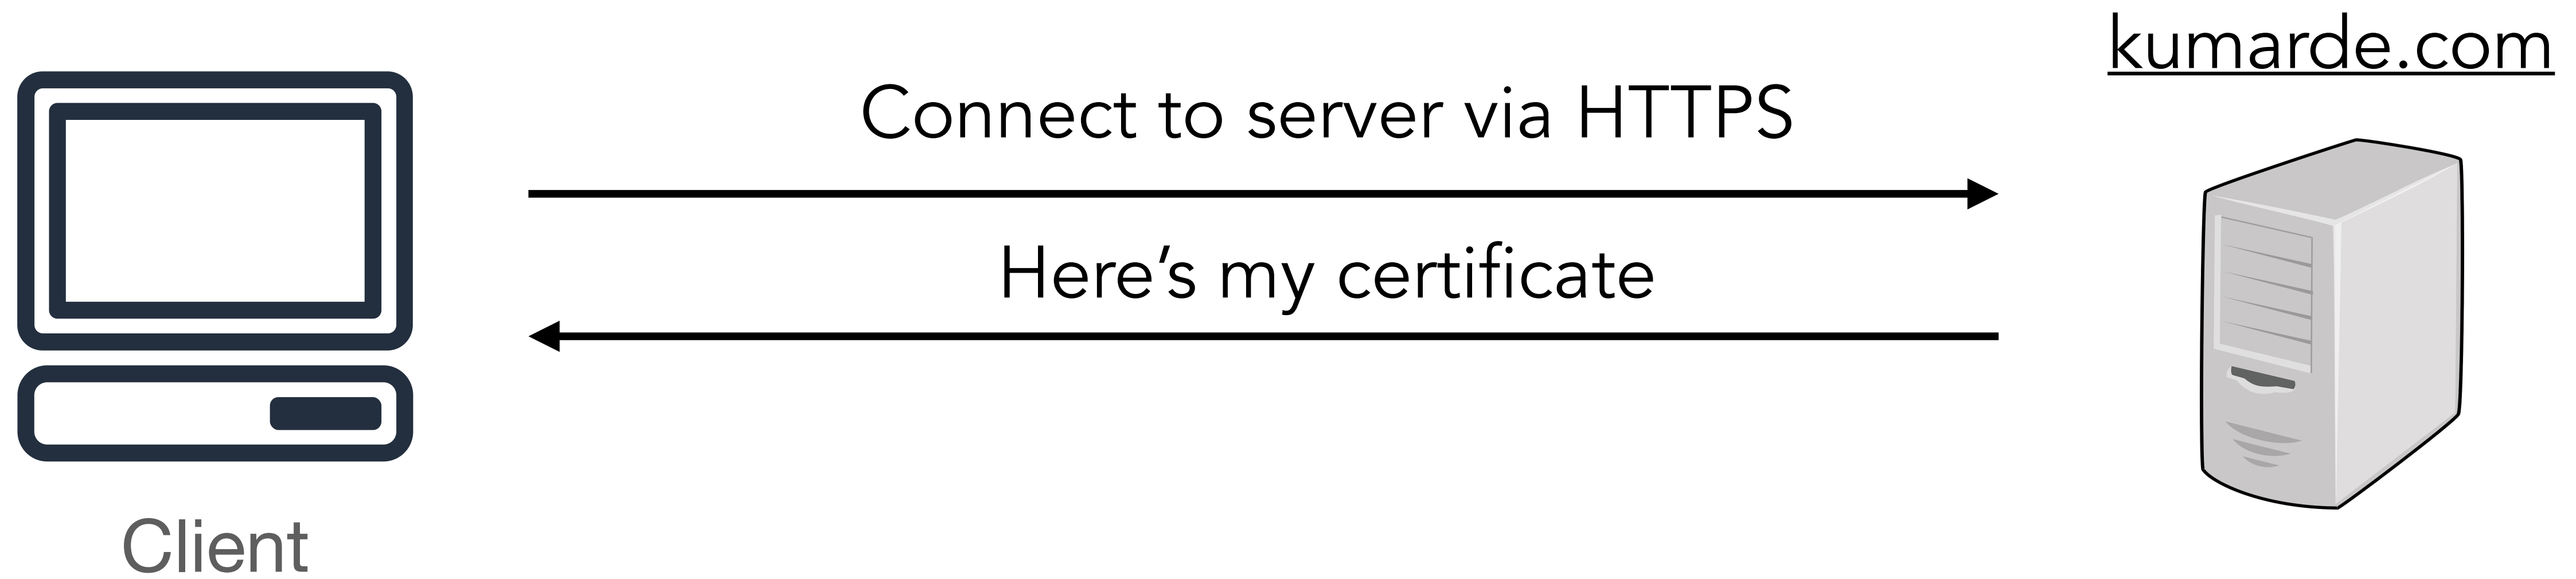 kumarde.com
Connect to server via HTTPS
Here’s my certificate
Client